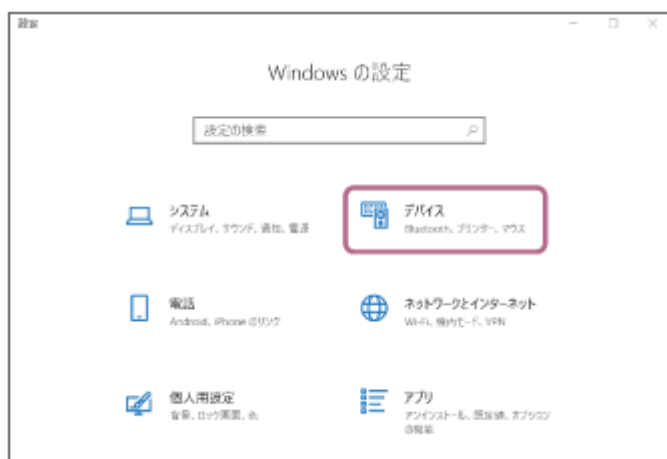 設定
Windows の設定
設定の検索
システム
ディスプレイ、サウンド、通知、電源
デバイス
Bluetooth、プリンター、マウス
電話
Android、iPhone のリンク
ネットワークとインターネット
Wi-Fi、機内モード、VPN
個人用設定
背景、ロック画面、色
アプリ
アンインストール、既定値、オプション
の機能